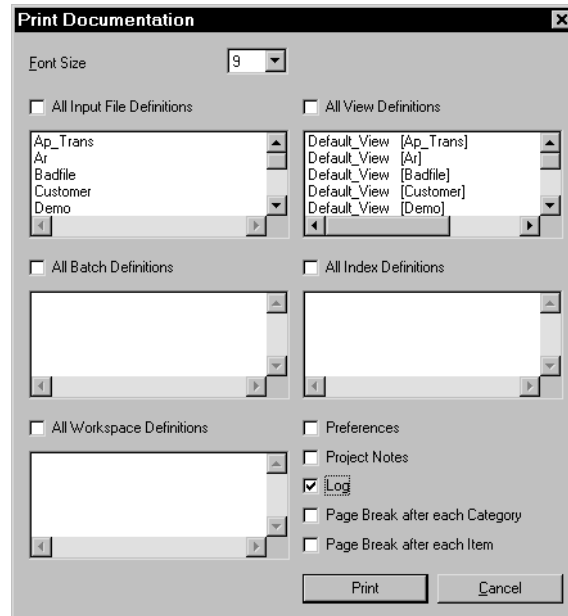 Print Documentation
Font Size 9
All Input File Definitions
Ap_Trans
Ar
Badfile
Customer
Demo
All View Definitions
Default_View [Ap_Trans]
Default_View [Ar]
Default_View [Badfile]
Default_View [Customer]
Default_View [Demo]
All Batch Definitions
All Index Definitions
All Workspace Definitions
Preferences
Project Notes
Log
Page Break after each Category
Page Break after each Item
Print
Cancel